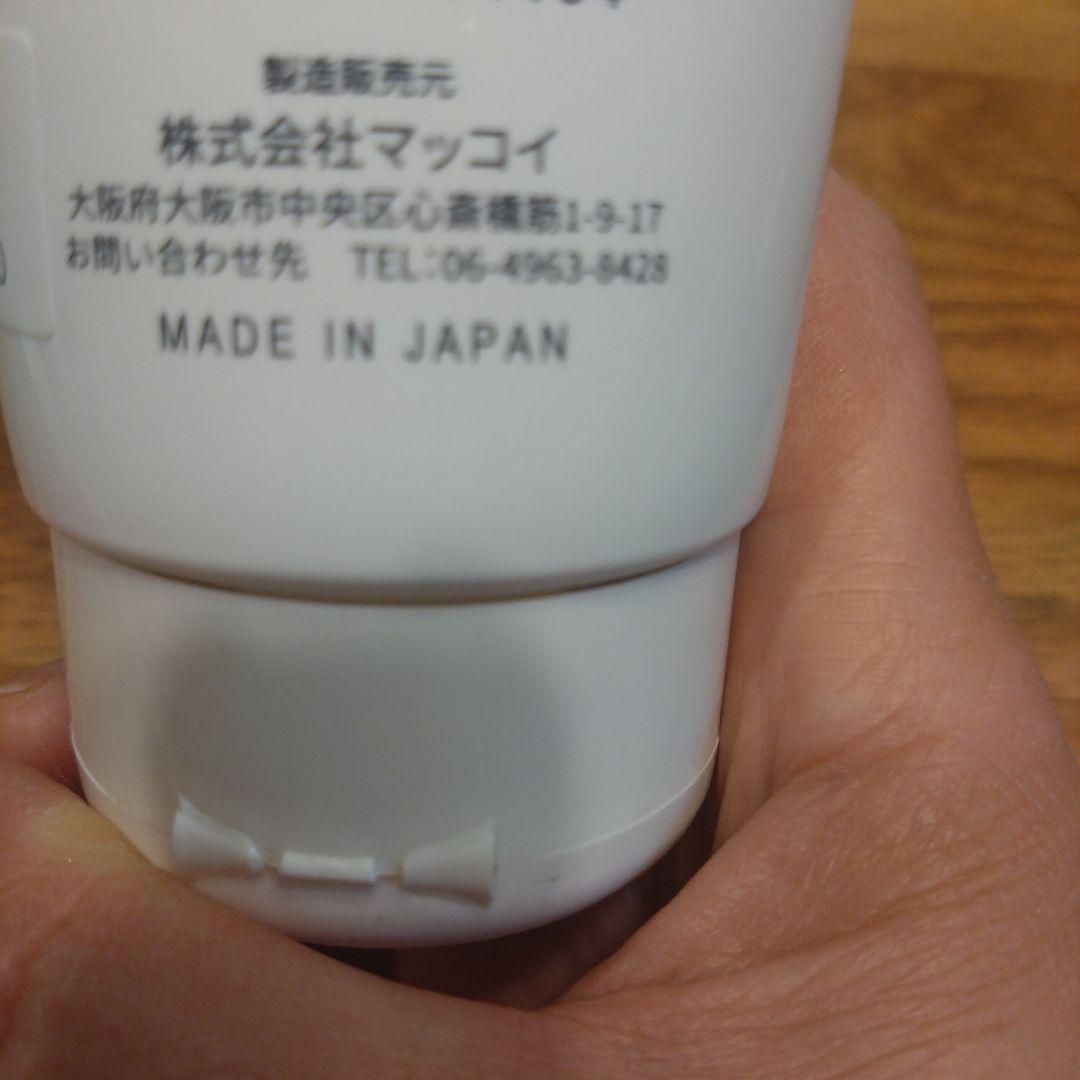 製造販売元
株式会社マッコイ
大阪府大阪市中央区心斎橋筋1-9-17
お問い合わせ先 TEL:06-4963-8428
MADE IN JAPAN